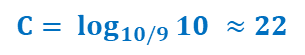 C = log₁₀/₉ 10 ≈ 22